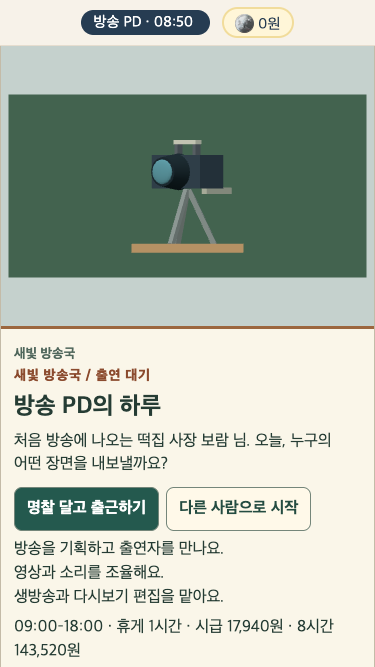 방송 PD · 08:50
0원
새빛 방송국
새빛 방송국 / 출연 대기
방송 PD의 하루
처음 방송에 나오는 떡집 사장 보람 님. 오늘, 누구의
어떤 장면을 내보낼까요?
명찰 달고 출근하기
다른 사람으로 시작
방송을 기획하고 출연자를 만나요.
영상과 소리를 조율해요.
생방송과 다시보기 편집을 맡아요.
09:00-18:00 · 휴게 1시간 · 시급 17,940원 · 8시간
143,520원